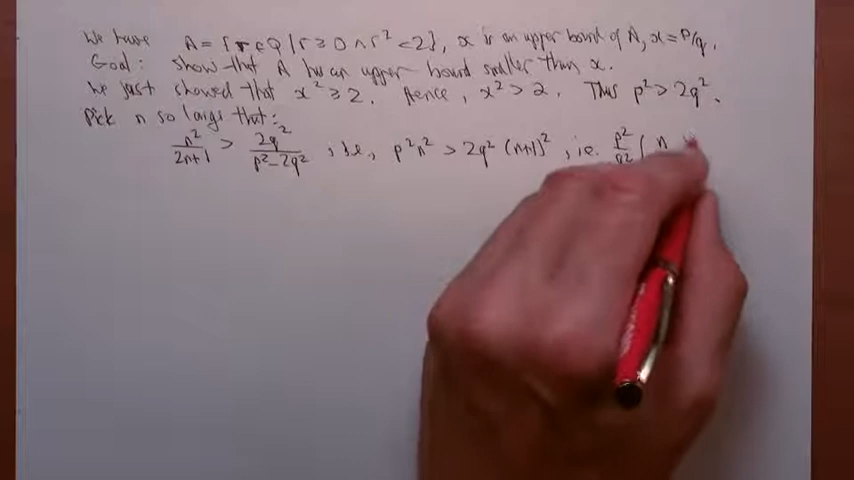 We have A = {r ∈ Q | r ≥ 0 ∧ r² < 2}, x is an upper bound of A, x = p/q.
Goal: show that A has an upper bound smaller than x.
We just showed that x² ≥ 2. Hence, x² > 2. Thus p² > 2q².
Pick n so large that:
n²/2n+1 > 2q²/p²-2q², i.e., p²n² > 2q² (n+1)², i.e. p²/q² ( n